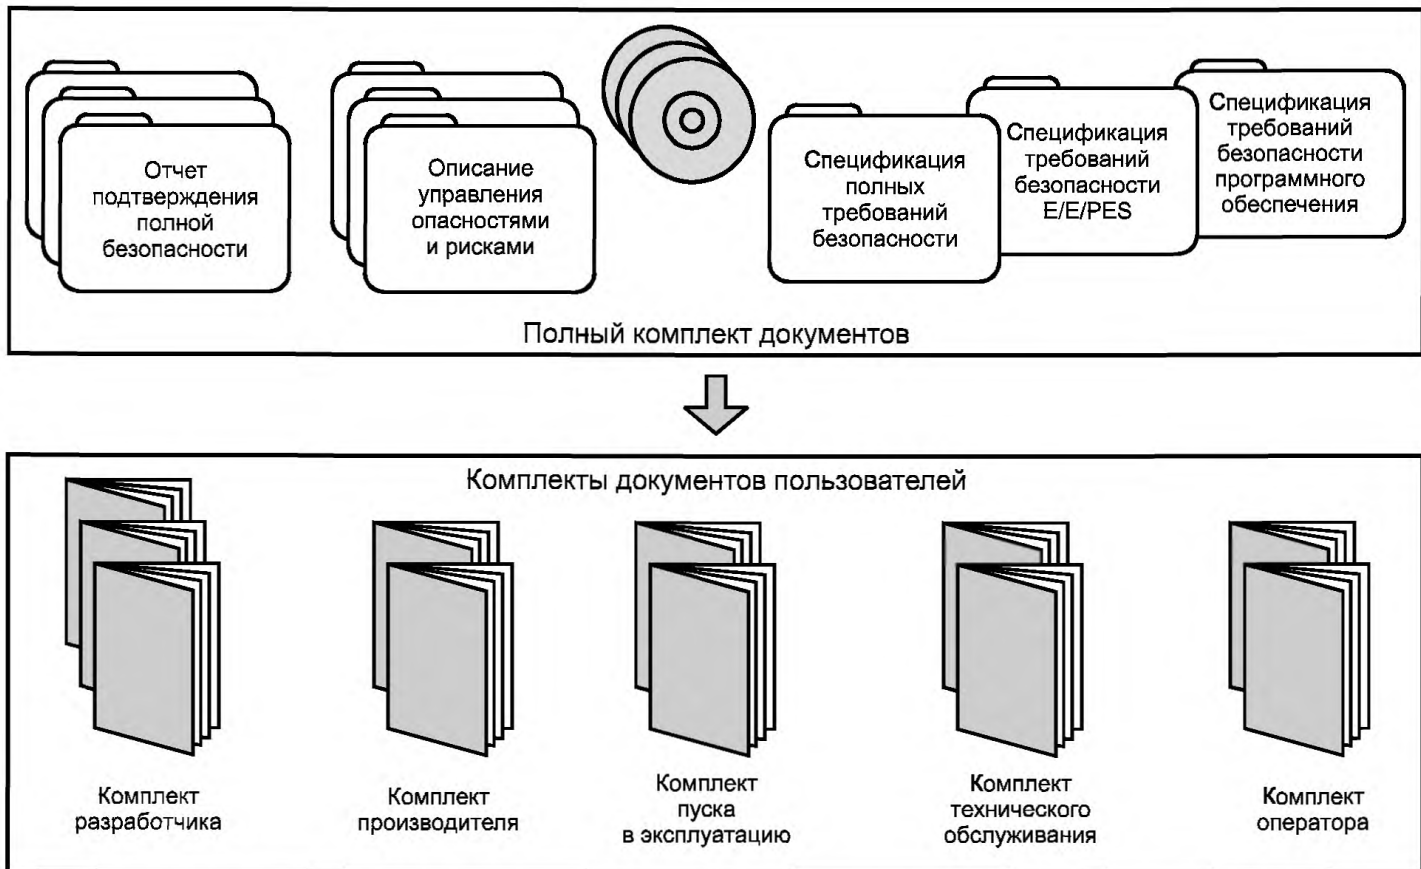 Отчет
подтверждения
полной
безопасности
Описание
управления
опасностями
и рисками
Спецификация
полных
требований
безопасности
Спецификация
требований
безопасности
E/E/PES
Спецификация
требований
безопасности
программного
обеспечения
Полный комплект документов
Комплекты документов пользователей
Комплект
разработчика
Комплект
производителя
Комплект
пуска
в эксплуатацию
Комплект
технического
обслуживания
Комплект
оператора